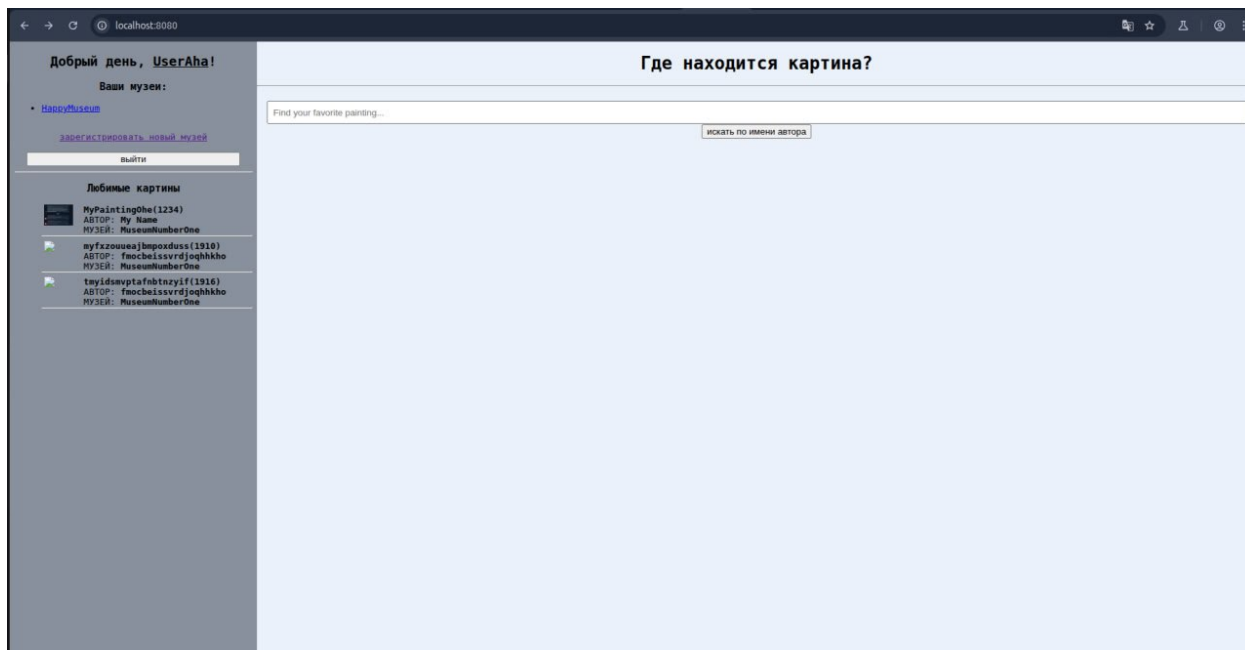 localhost:8080
Добрый день, UserAha!
Ваши музеи:
HappyMuseum
зарегистрировать новый музей
выйти
Любимые картины
MyPaintingOhe(1234)
АВТОР: My Name
МУЗЕЙ: MuseumNumberOne
myfxzouueajbmpoxduss(1910)
АВТОР: fmocbeissvrdjoqhhkho
МУЗЕЙ: MuseumNumberOne
tmyidsmvptafnbtnzyif(1916)
АВТОР: fmocbeissvrdjoqhhkho
МУЗЕЙ: MuseumNumberOne
Где находится картина?
Find your favorite painting...
искать по имени автора